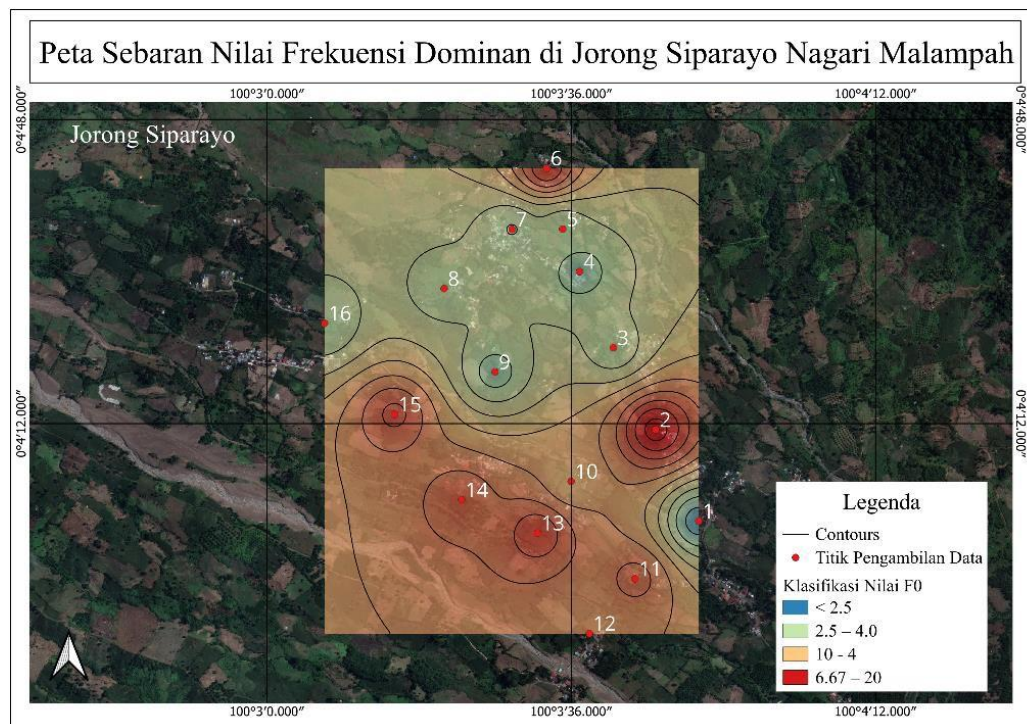 Peta Sebaran Nilai Frekuensi Dominan di Jorong Siparayo Nagari Malampah
100°3'0.000" 100°3'36.000" 100°4'12.000"
0°4'48.000" 0°4'48.000"
Jorong Siparayo
6
7 5
4
8
16
3
9
15
2
0°4'12.000" 0°4'12.000"
10
14
1
13
11
12
Legenda
Contours
Titik Pengambilan Data
Klasifikasi Nilai F0
< 2.5
2.5 – 4.0
10 - 4
6.67 – 20
100°3'0.000" 100°3'36.000" 100°4'12.000"